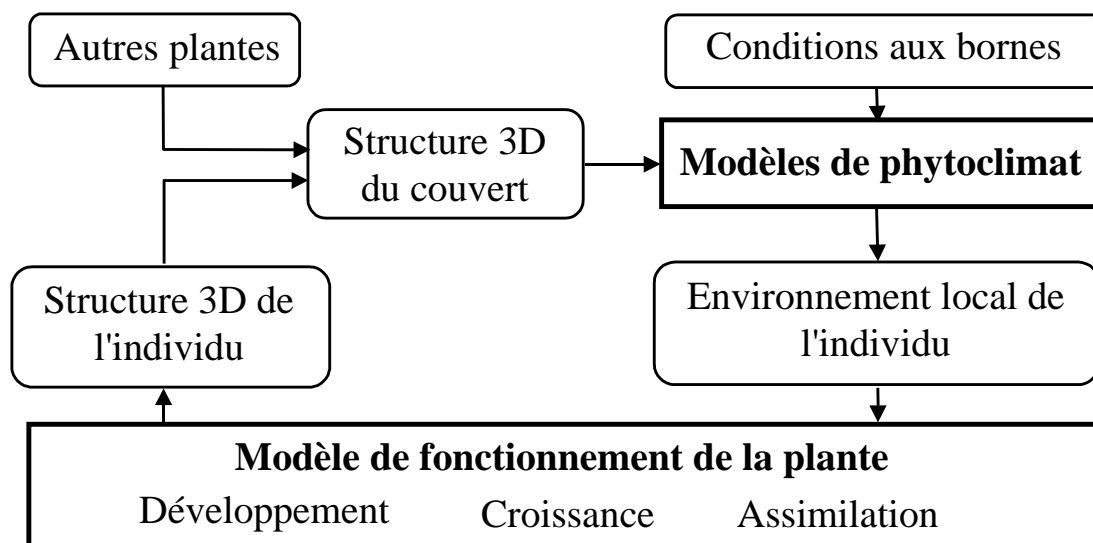 Autres plantes
Conditions aux bornes
Structure 3D
du couvert
Modèles de phytoclimat
Structure 3D de
l'individu
Environnement local de
l'individu
Modèle de fonctionnement de la plante
Développement Croissance Assimilation